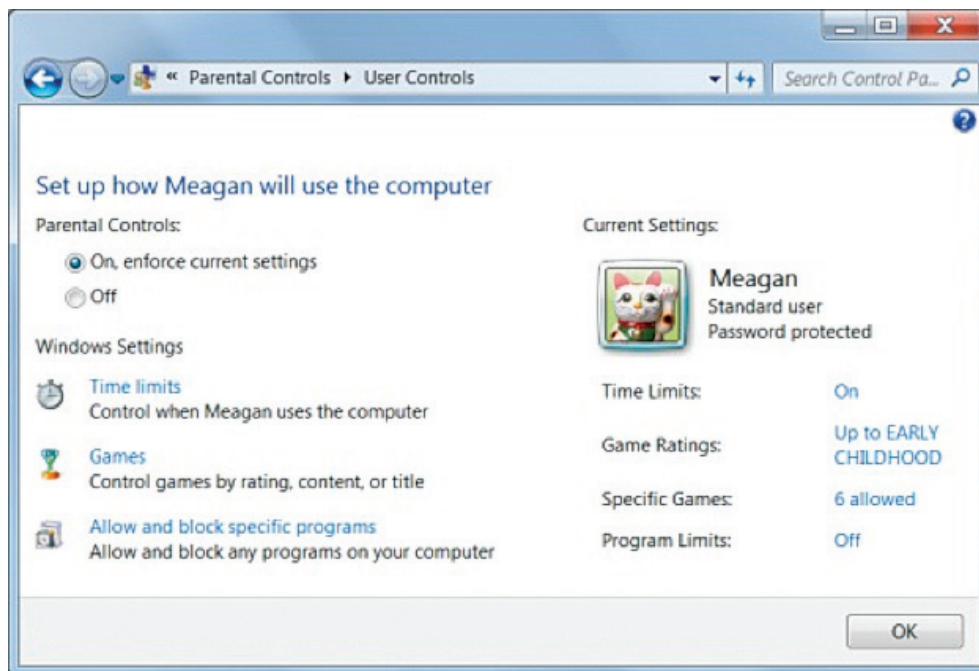 « Parental Controls ▸ User Controls
Search Control Pa...
Set up how Meagan will use the computer
Parental Controls:
On, enforce current settings
Off
Windows Settings
Time limits
Control when Meagan uses the computer
Games
Control games by rating, content, or title
Allow and block specific programs
Allow and block any programs on your computer
Current Settings:
Meagan
Standard user
Password protected
Time Limits: On
Game Ratings: Up to EARLY
CHILDHOOD
Specific Games: 6 allowed
Program Limits: Off
OK